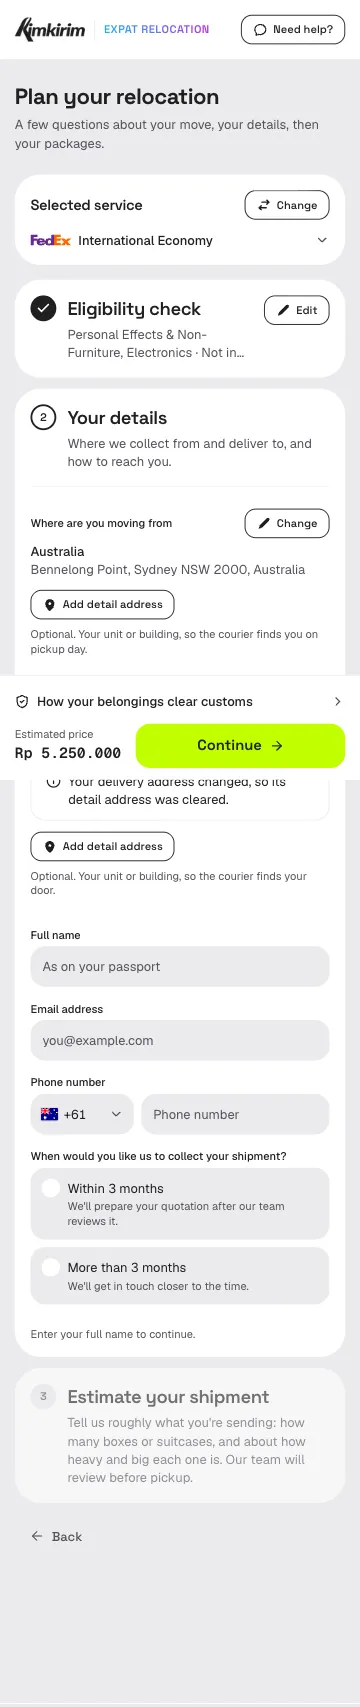 Kimkirim
EXPAT RELOCATION
Need help?
Plan your relocation
A few questions about your move, your details, then
your packages.
Selected service
Change
FedEx International Economy
Eligibility check
Edit
Personal Effects & Non-
Furniture, Electronics · Not in...
2
Your details
Where we collect from and deliver to, and
how to reach you.
Where are you moving from
Change
Australia
Bennelong Point, Sydney NSW 2000, Australia
Add detail address
Optional. Your unit or building, so the courier finds you on
pickup day.
How your belongings clear customs
Estimated price
Rp 5.250.000
Continue
Your delivery address changed, so its
detail address was cleared.
Add detail address
Optional. Your unit or building, so the courier finds your
door.
Full name
As on your passport
Email address
you@example.com
Phone number
+61
Phone number
When would you like us to collect your shipment?
Within 3 months
We'll prepare your quotation after our team
reviews it.
More than 3 months
We'll get in touch closer to the time.
Enter your full name to continue.
3
Estimate your shipment
Tell us roughly what you're sending: how
many boxes or suitcases, and about how
heavy and big each one is. Our team will
review before pickup.
Back